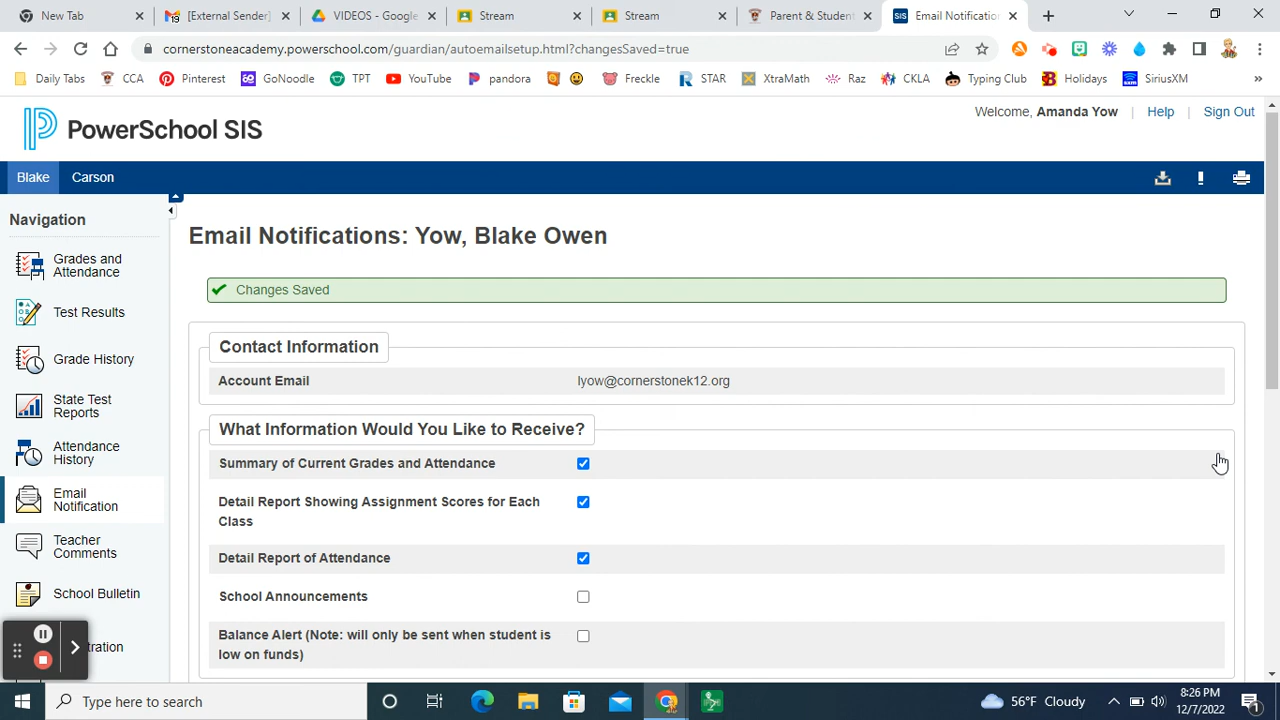 New Tab
[External Sender]
VIDEOS - Google
Stream
Stream
Parent & Studen
SIS
Email Notificatio
cornerstoneacademy.powerschool.com/guardian/autoemailsetup.html?changesSaved=true
Daily Tabs
CCA
Pinterest
GoNoodle
TPT
YouTube
pandora
Freckle
STAR
XtraMath
Raz
CKLA
Typing Club
Holidays
SiriusXM
»
PowerSchool SIS
Welcome, Amanda Yow
Help
Sign Out
Blake
Carson
Navigation
Grades and
Attendance
Test Results
Grade History
State Test
Reports
Attendance
History
Email
Notification
Teacher
Comments
School Bulletin
tration
Email Notifications: Yow, Blake Owen
Changes Saved
Contact Information
Account Email
lyow@cornerstonek12.org
What Information Would You Like to Receive?
Summary of Current Grades and Attendance
Detail Report Showing Assignment Scores for Each
Class
Detail Report of Attendance
School Announcements
Balance Alert (Note: will only be sent when student is
low on funds)
Type here to search
56°F Cloudy
8:26 PM
12/7/2022
1